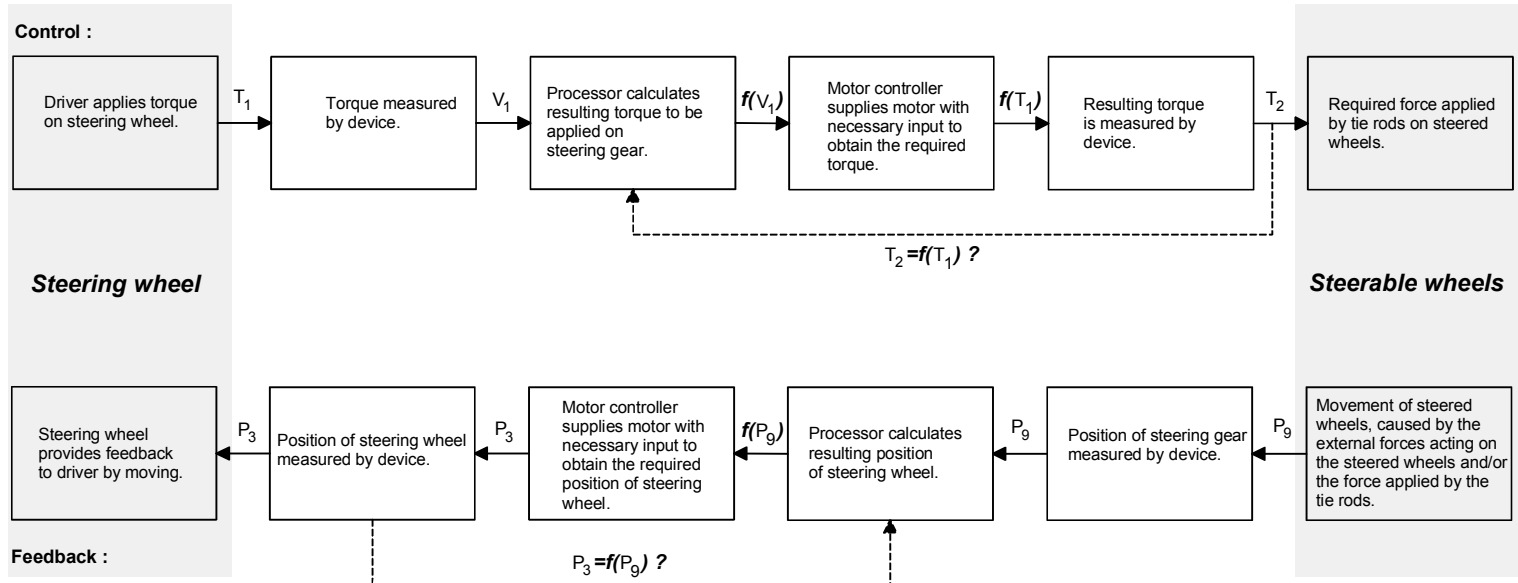 Control :
Driver applies torque
on steering wheel.
T1
Torque measured
by device.
V1
Processor calculates
resulting torque to be
applied on
steering gear.
f(V1)
Motor controller
supplies motor with
necessary input to
obtain the required
torque.
f(T1)
Resulting torque
is measured by
device.
T2
Required force applied
by tie rods on steered
wheels.
T2=f(T1) ?
Steering wheel
Steerable wheels
Steering wheel
provides feedback
to driver by moving.
P3
Position of steering wheel
measured by device.
P3
Motor controller
supplies motor with
necessary input to
obtain the required
position of steering
wheel.
f(P9)
Processor calculates
resulting position
of steering wheel.
P9
Position of steering gear
measured by device.
P9
Movement of steered
wheels, caused by the
external forces acting on
the steered wheels and/or
the force applied by the
tie rods.
Feedback :
P3=f(P9) ?